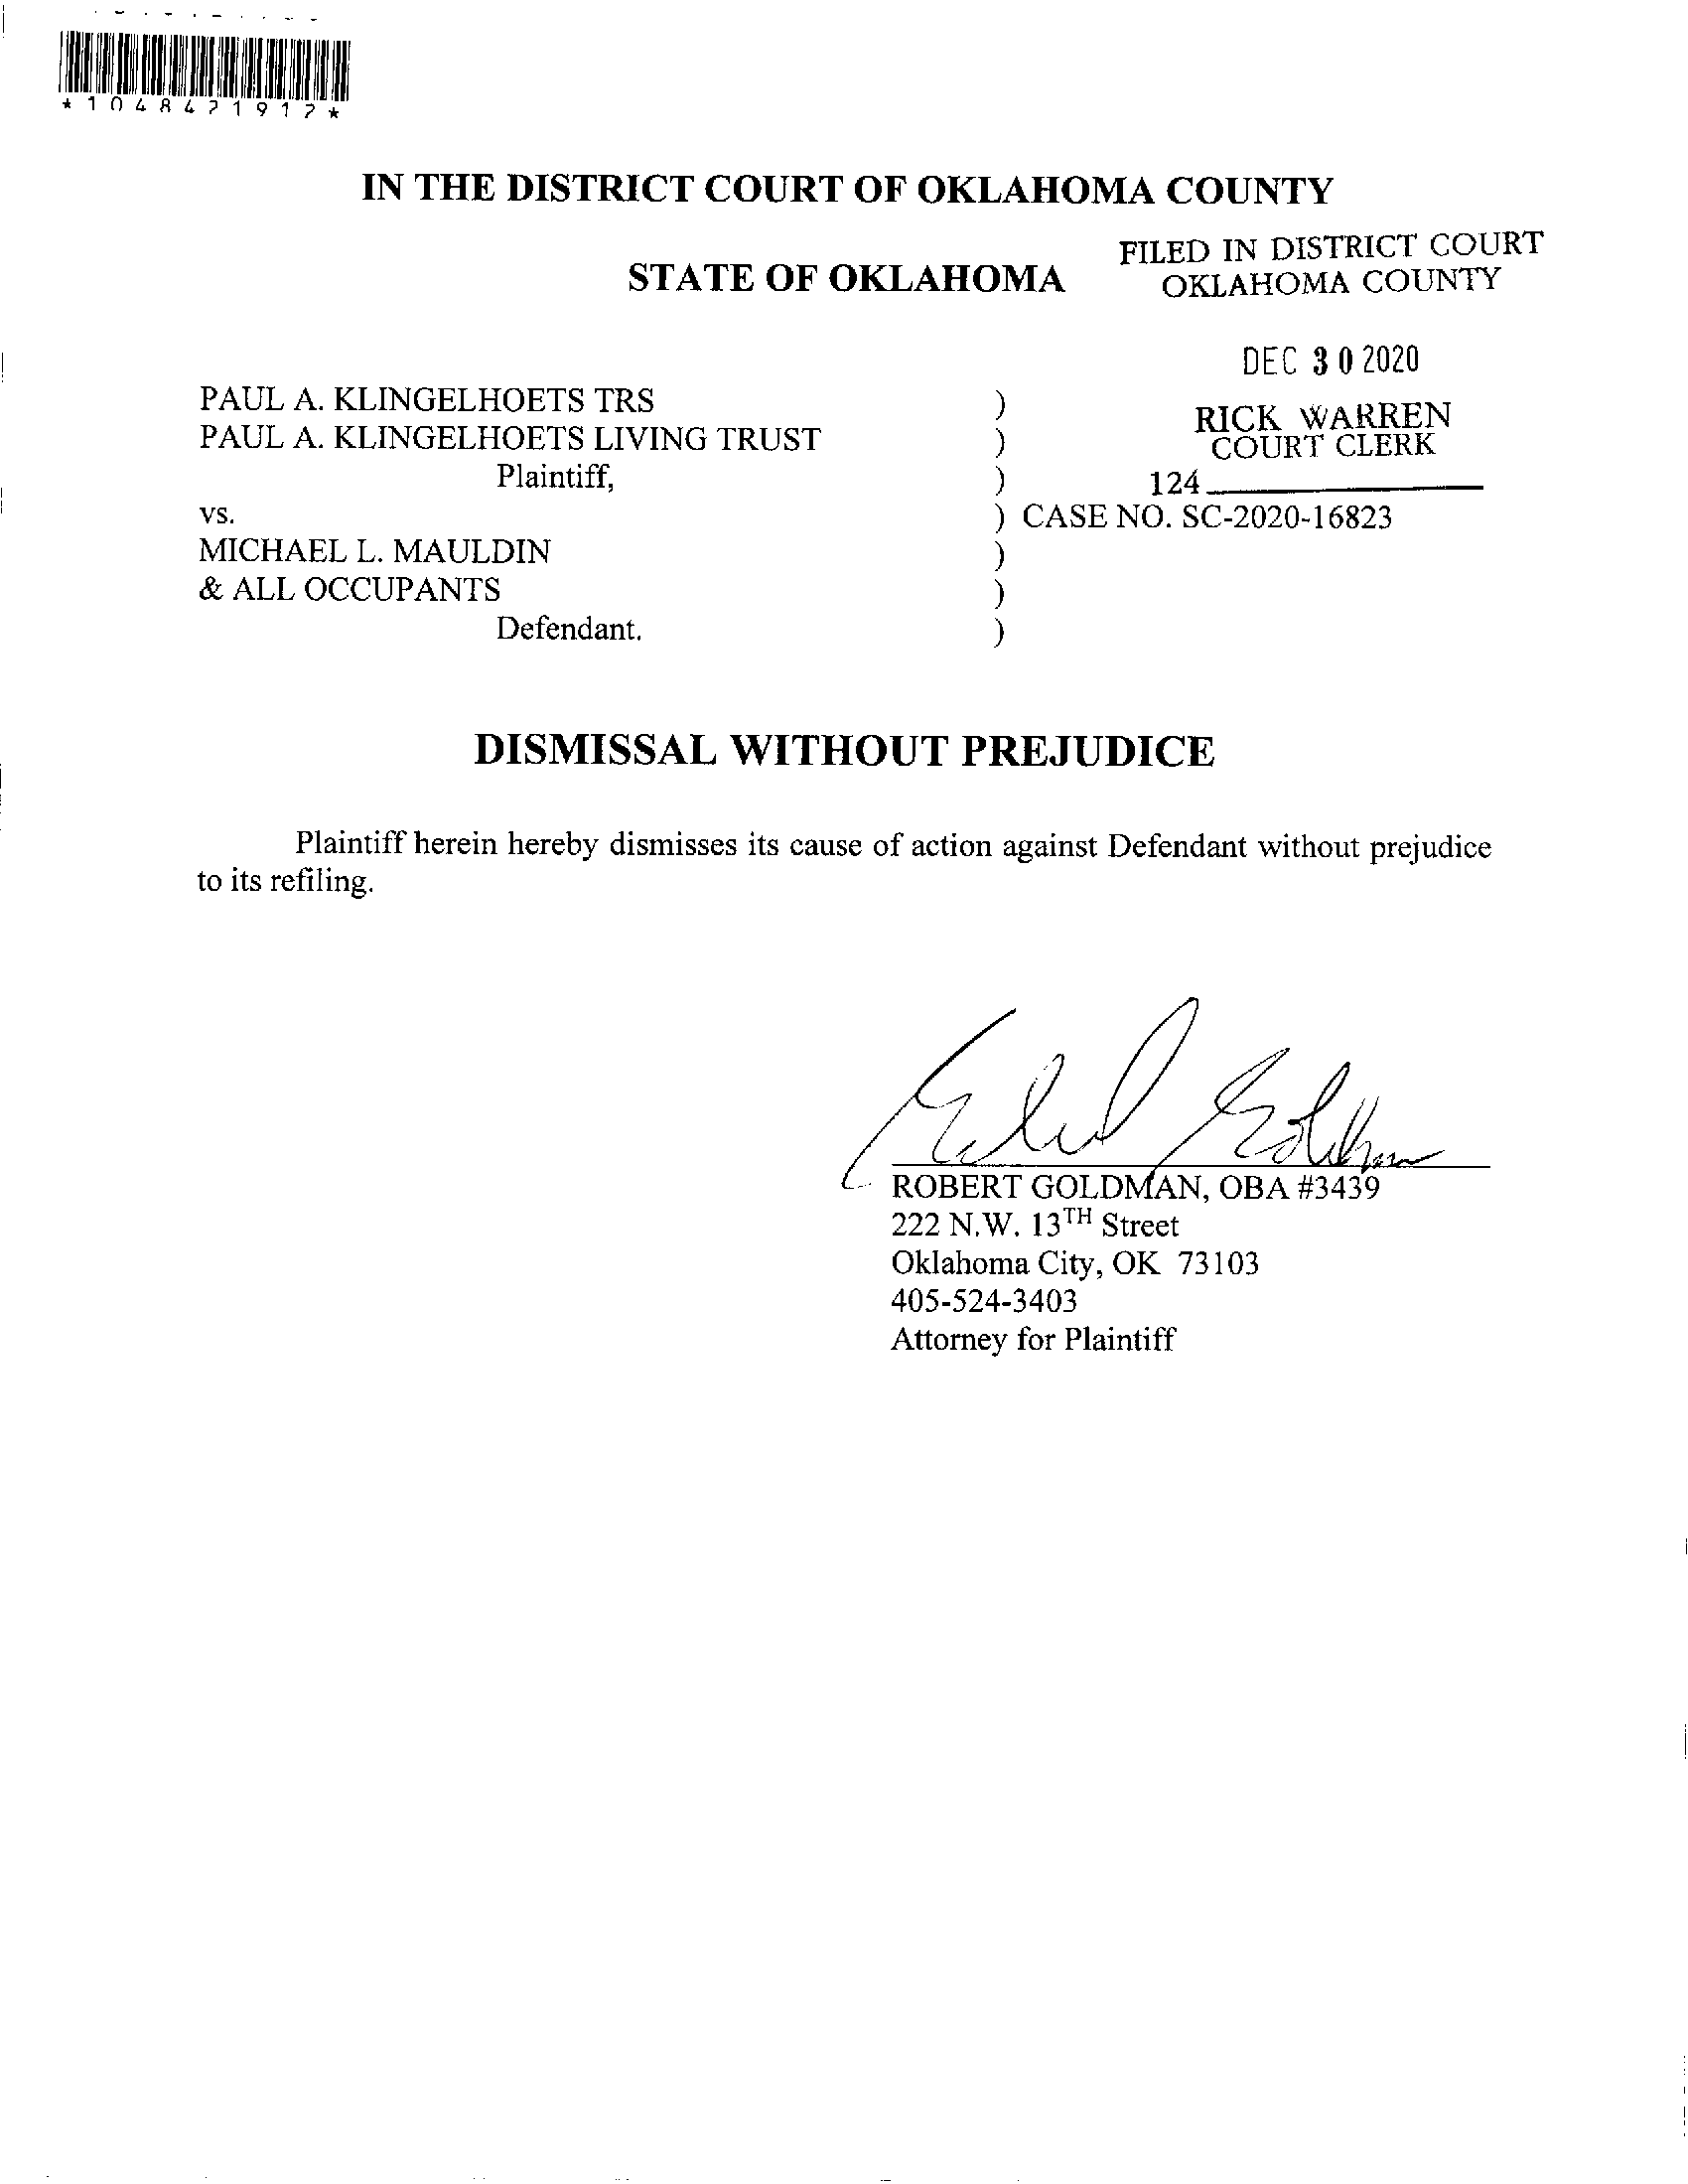 *1048471917*
IN THE DISTRICT COURT OF OKLAHOMA COUNTY
STATE OF OKLAHOMA
FILED IN DISTRICT COURT
OKLAHOMA COUNTY
DEC 30 2020
RICK WARREN
COURT CLERK
124
PAUL A. KLINGELHOETS TRS )
PAUL A. KLINGELHOETS LIVING TRUST )
Plaintiff, )
vs. ) CASE NO. SC-2020-16823
MICHAEL L. MAULDIN )
& ALL OCCUPANTS )
Defendant. )
DISMISSAL WITHOUT PREJUDICE
Plaintiff herein hereby dismisses its cause of action against Defendant without prejudice
to its refiling.
Robert Goldman
ROBERT GOLDMAN, OBA #3439
222 N.W. 13TH Street
Oklahoma City, OK 73103
405-524-3403
Attorney for Plaintiff